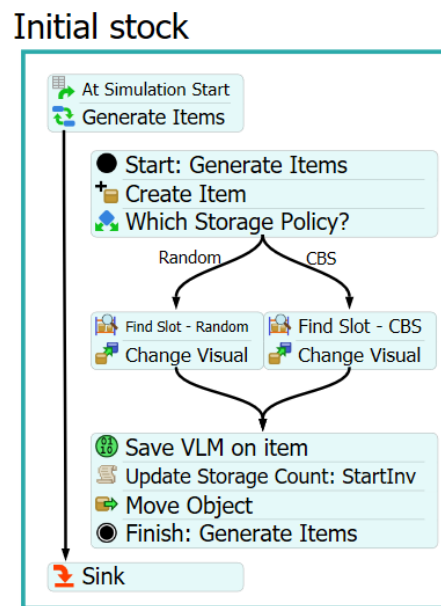 Initial stock
At Simulation Start
Generate Items
Start: Generate Items
Create Item
Which Storage Policy?
Random CBS
Find Slot - Random Find Slot - CBS
Change Visual Change Visual
Save VLM on item
Update Storage Count: StartInv
Move Object
Finish: Generate Items
Sink